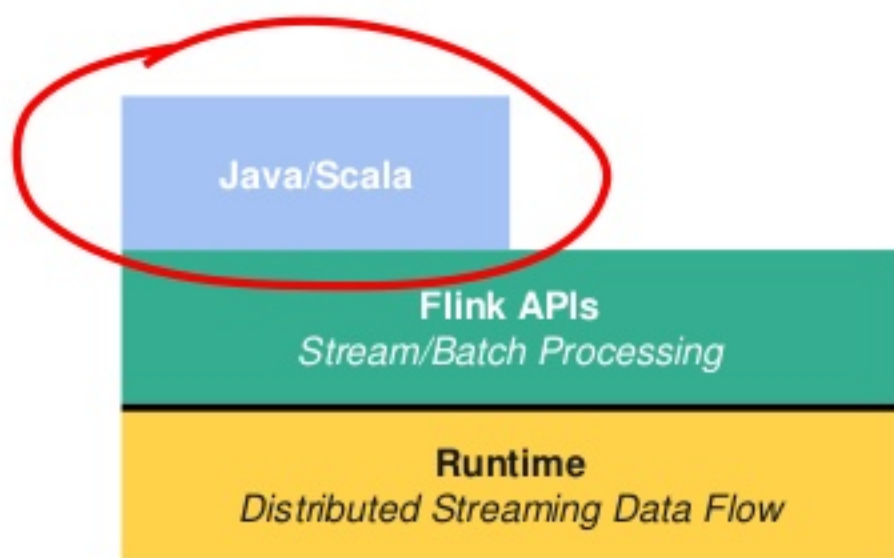 Java/Scala
Flink APIs
Stream/Batch Processing
Runtime
Distributed Streaming Data Flow